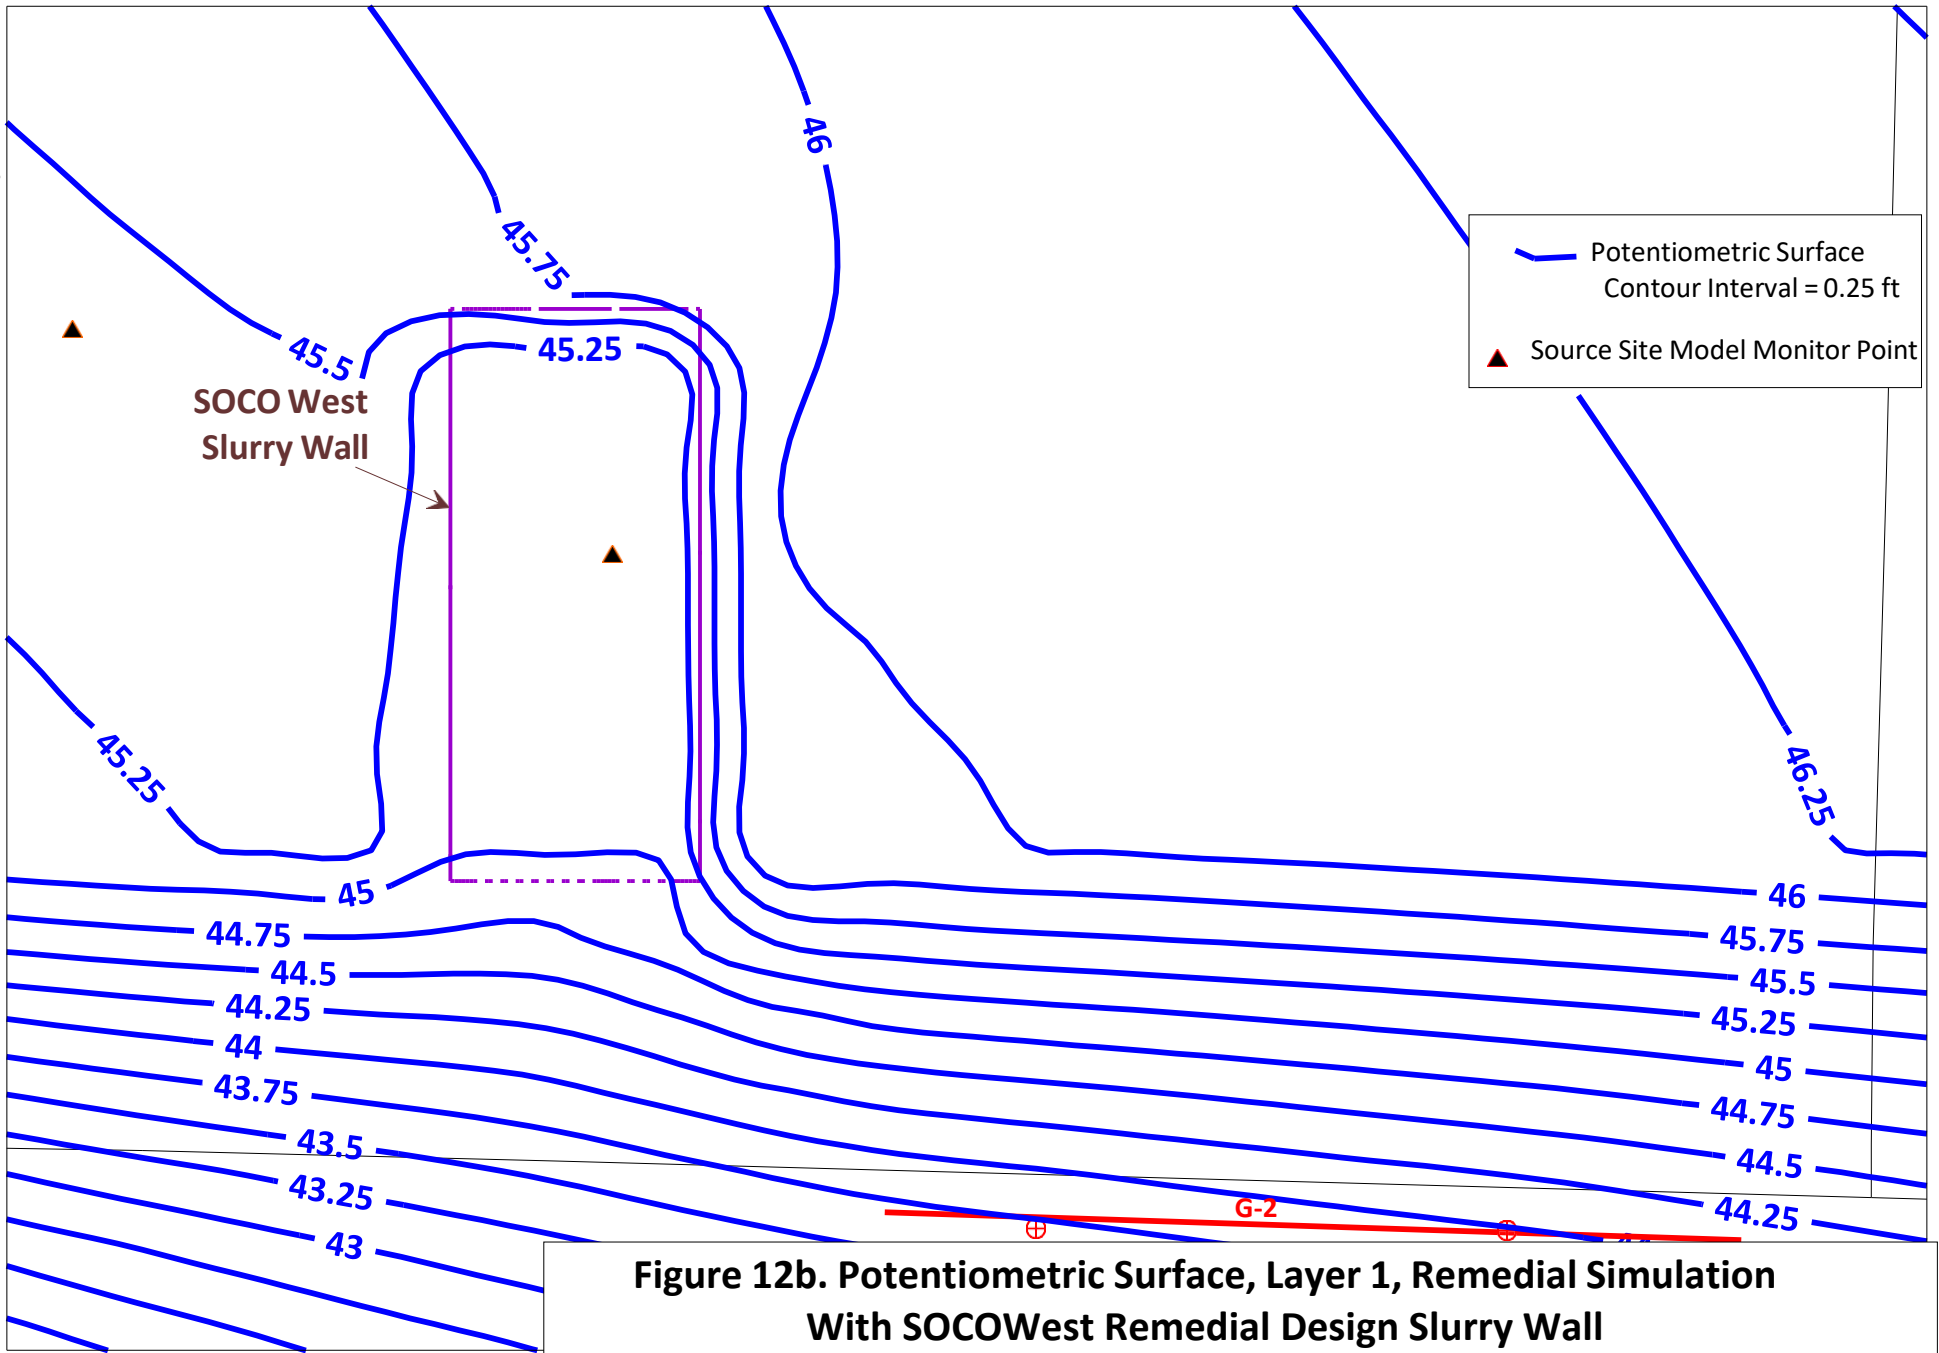 46
45.75
Potentiometric Surface
Contour Interval = 0.25 ft
45.5
45.25
Source Site Model Monitor Point
SOCO West
Slurry Wall
45.25
46.25
45
46
44.75
45.75
44.5
45.5
44.25
45.25
44
45
43.75
44.75
43.5
44.5
43.25
44.25
G-2
43
Figure 12b. Potentiometric Surface, Layer 1, Remedial Simulation
With SOCOWest Remedial Design Slurry Wall